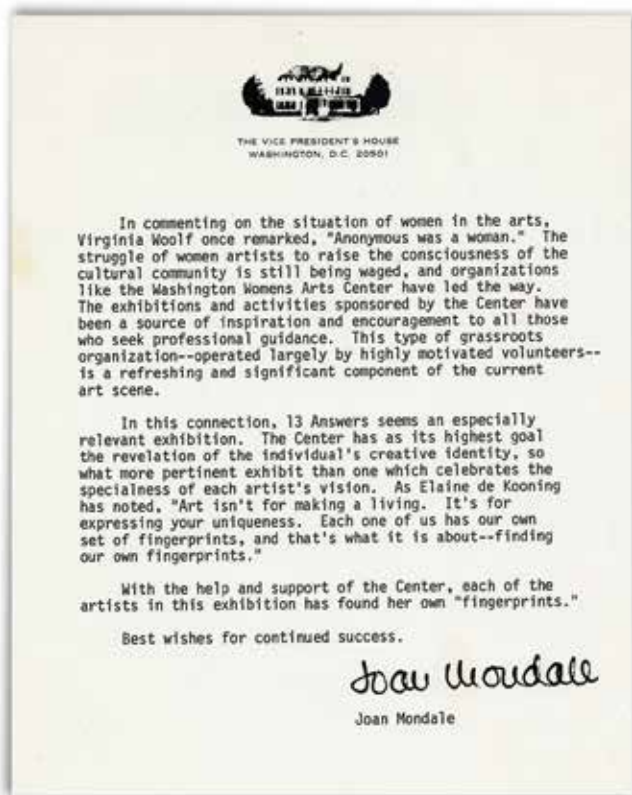 THE VICE PRESIDENT'S HOUSE
WASHINGTON, D.C. 20501
In commenting on the situation of women in the arts,
Virginia Woolf once remarked, "Anonymous was a woman." The
struggle of women artists to raise the consciousness of the
cultural community is still being waged, and organizations
like the Washington Womens Arts Center have led the way.
The exhibitions and activities sponsored by the Center have
been a source of inspiration and encouragement to all those
who seek professional guidance. This type of grassroots
organization--operated largely by highly motivated volunteers--
is a refreshing and significant component of the current
art scene.
In this connection, 13 Answers seems an especially
relevant exhibition. The Center has as its highest goal
the revelation of the individual's creative identity, so
what more pertinent exhibit than one which celebrates the
specialness of each artist's vision. As Elaine de Kooning
has noted, "Art isn't for making a living. It's for
expressing your uniqueness. Each one of us has our own
set of fingerprints, and that's what it is about--finding
our own fingerprints."
With the help and support of the Center, each of the
artists in this exhibition has found her own "fingerprints."
Best wishes for continued success.
Joan Mondale
Joan Mondale